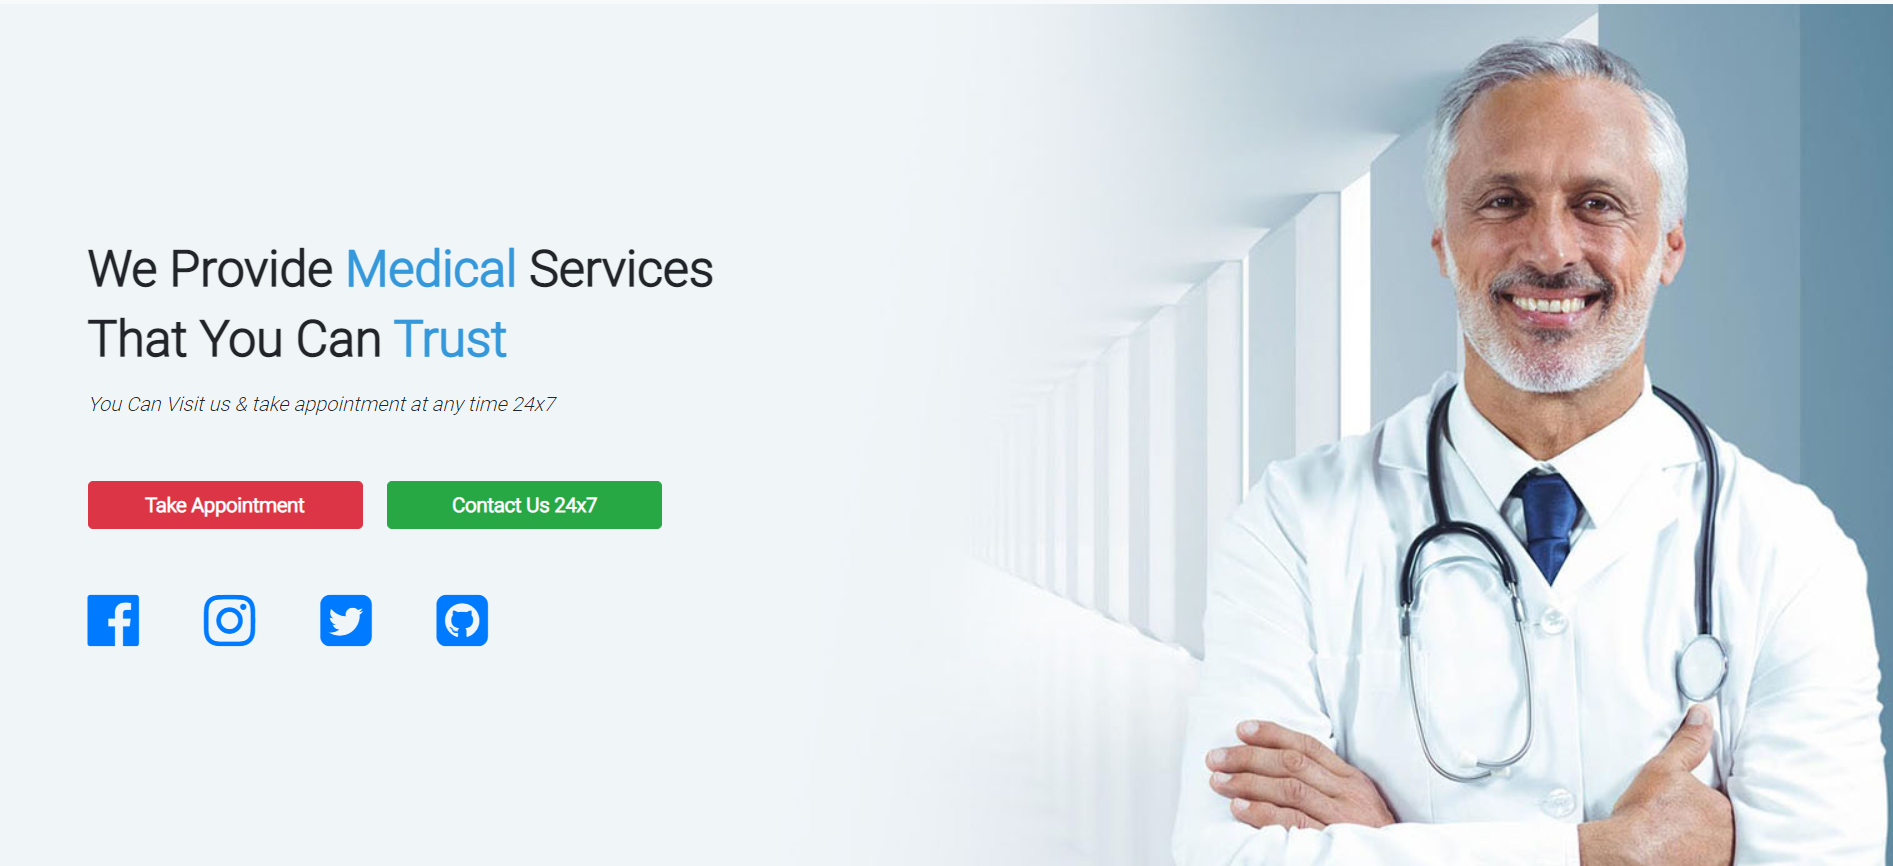 We Provide Medical Services
That You Can Trust
You Can Visit us & take appointment at any time 24x7
Take Appointment
Contact Us 24x7